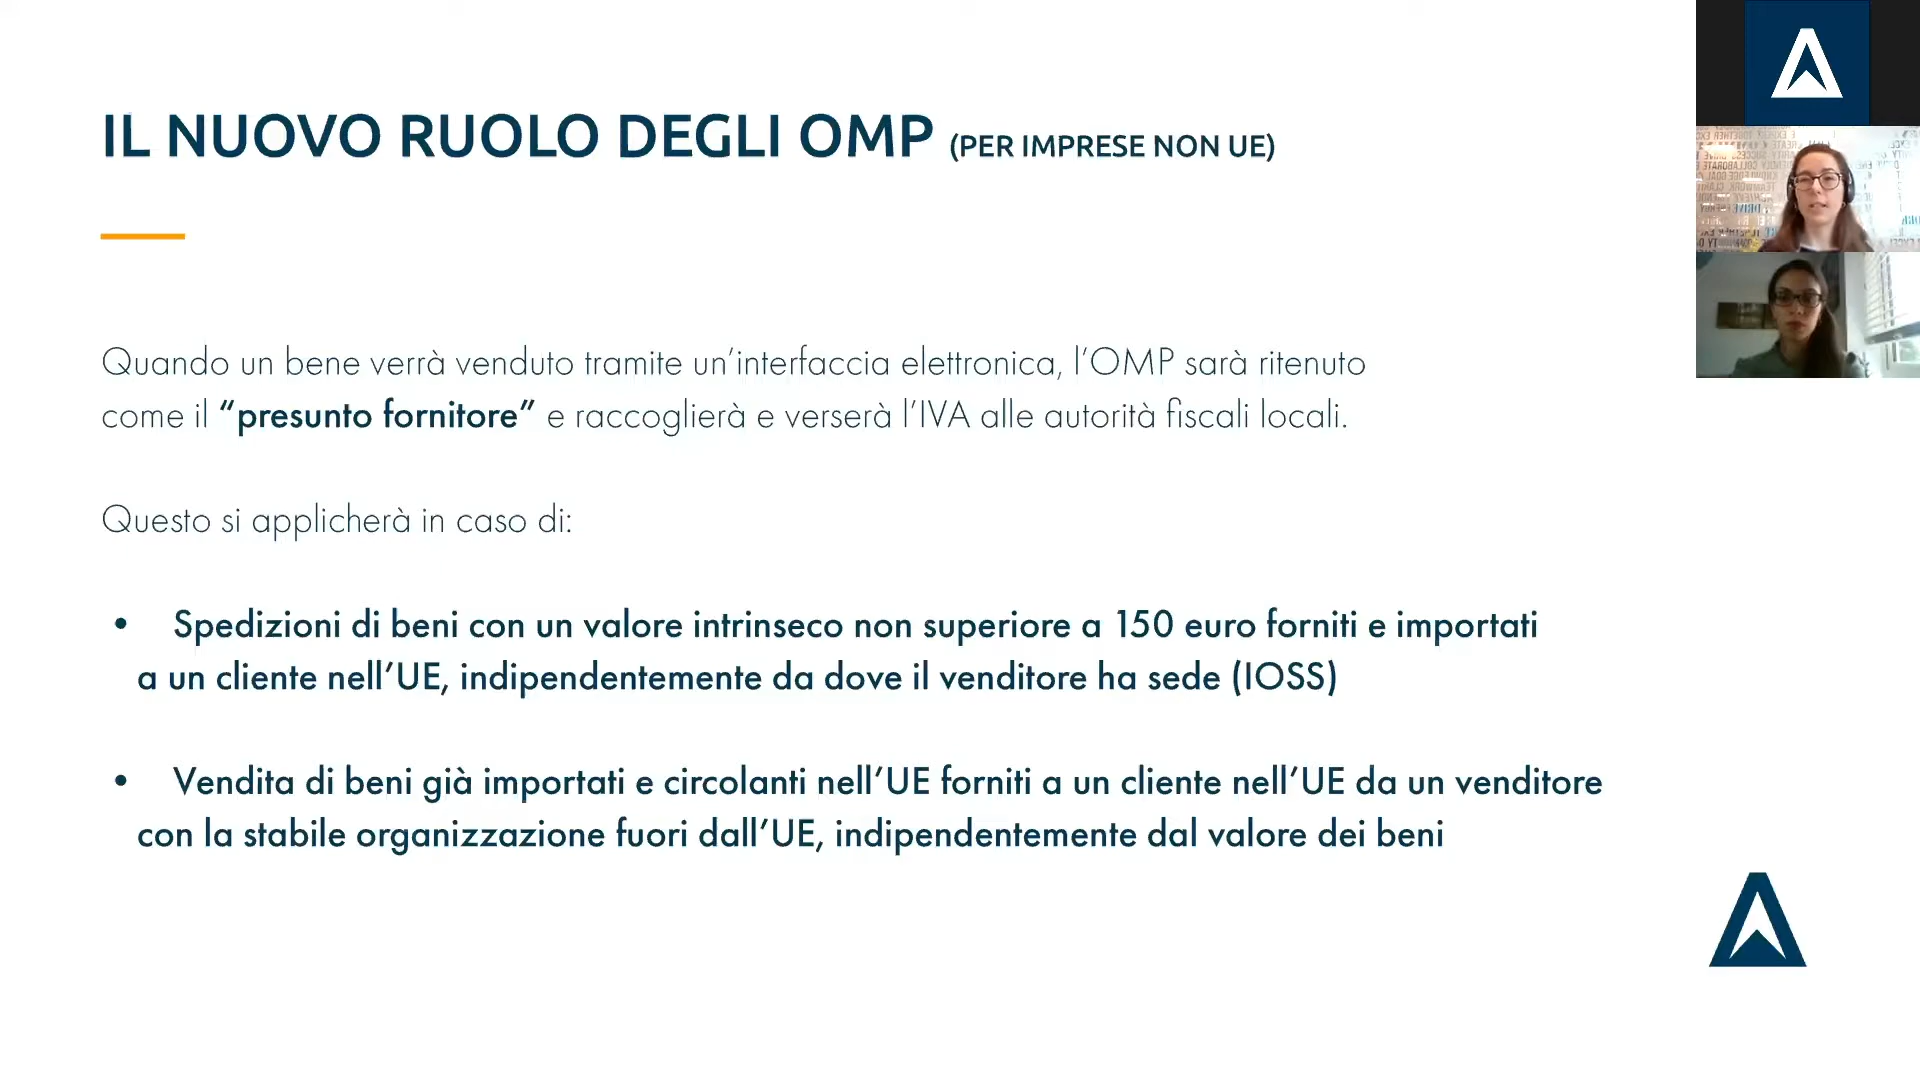 IL NUOVO RUOLO DEGLI OMP (PER IMPRESE NON UE)
Quando un bene verrà venduto tramite un’interfaccia elettronica, l’OMP sarà ritenuto
come il “presunto fornitore” e raccoglierà e verserà l’IVA alle autorità fiscali locali.
Questo si applicherà in caso di:
• Spedizioni di beni con un valore intrinseco non superiore a 150 euro forniti e importati
a un cliente nell’UE, indipendentemente da dove il venditore ha sede (IOSS)
• Vendita di beni già importati e circolanti nell’UE forniti a un cliente nell’UE da un venditore
con la stabile organizzazione fuori dall’UE, indipendentemente dal valore dei beni